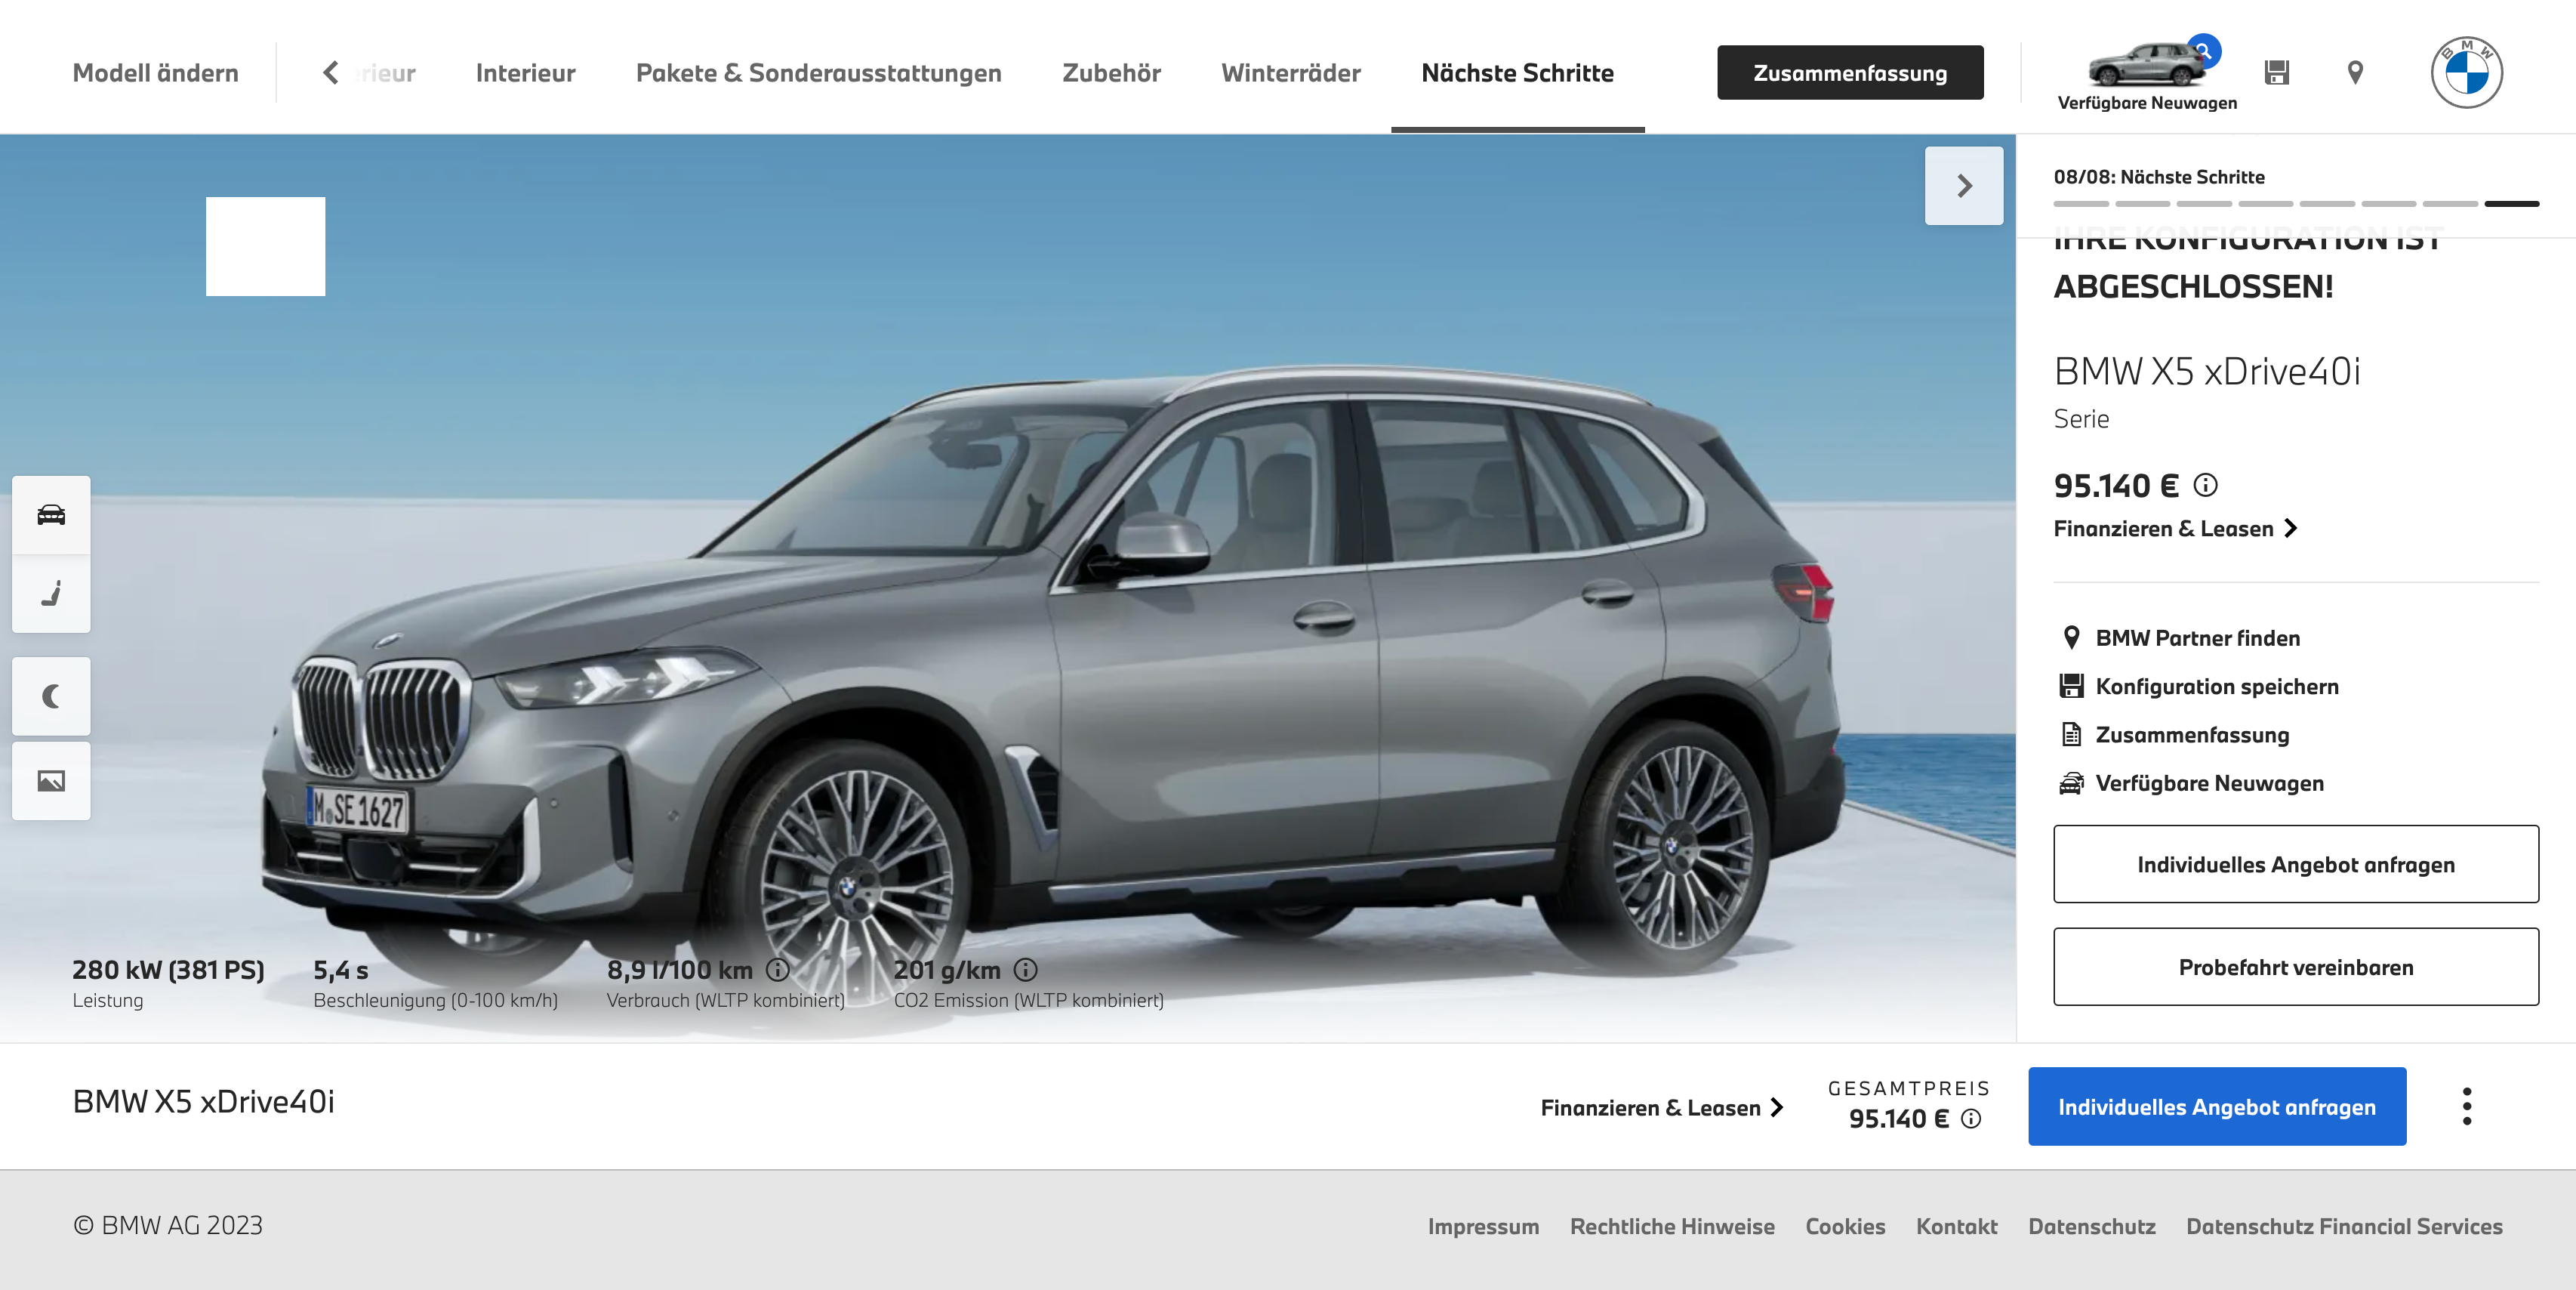 Modell ändern
Interieur
Pakete & Sonderausstattungen
Zubehör
Winterräder
Nächste Schritte
Zusammenfassung
Verfügbare Neuwagen
BMW
08/08: Nächste Schritte
IHRE KONFIGURATION IST
ABGESCHLOSSEN!
BMW X5 xDrive40i
Serie
95.140 €
Finanzieren & Leasen
BMW Partner finden
Konfiguration speichern
Zusammenfassung
Verfügbare Neuwagen
Individuelles Angebot anfragen
Probefahrt vereinbaren
M SE 1627
280 kW (381 PS)
Leistung
5,4 s
Beschleunigung (0-100 km/h)
8,9 l/100 km
Verbrauch (WLTP kombiniert)
201 g/km
CO2 Emission (WLTP kombiniert)
BMW X5 xDrive40i
Finanzieren & Leasen
GESAMTPREIS
95.140 €
Individuelles Angebot anfragen
© BMW AG 2023
Impressum
Rechtliche Hinweise
Cookies
Kontakt
Datenschutz
Datenschutz Financial Services